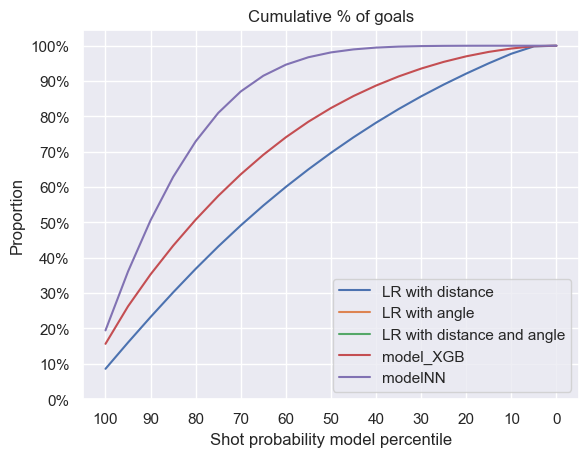 Cumulative % of goals
100%
90%
80%
70%
60%
50%
40%
30%
20%
10%
0%
Proportion
LR with distance
LR with angle
LR with distance and angle
model_XGB
modelNN
100 90 80 70 60 50 40 30 20 10 0
Shot probability model percentile